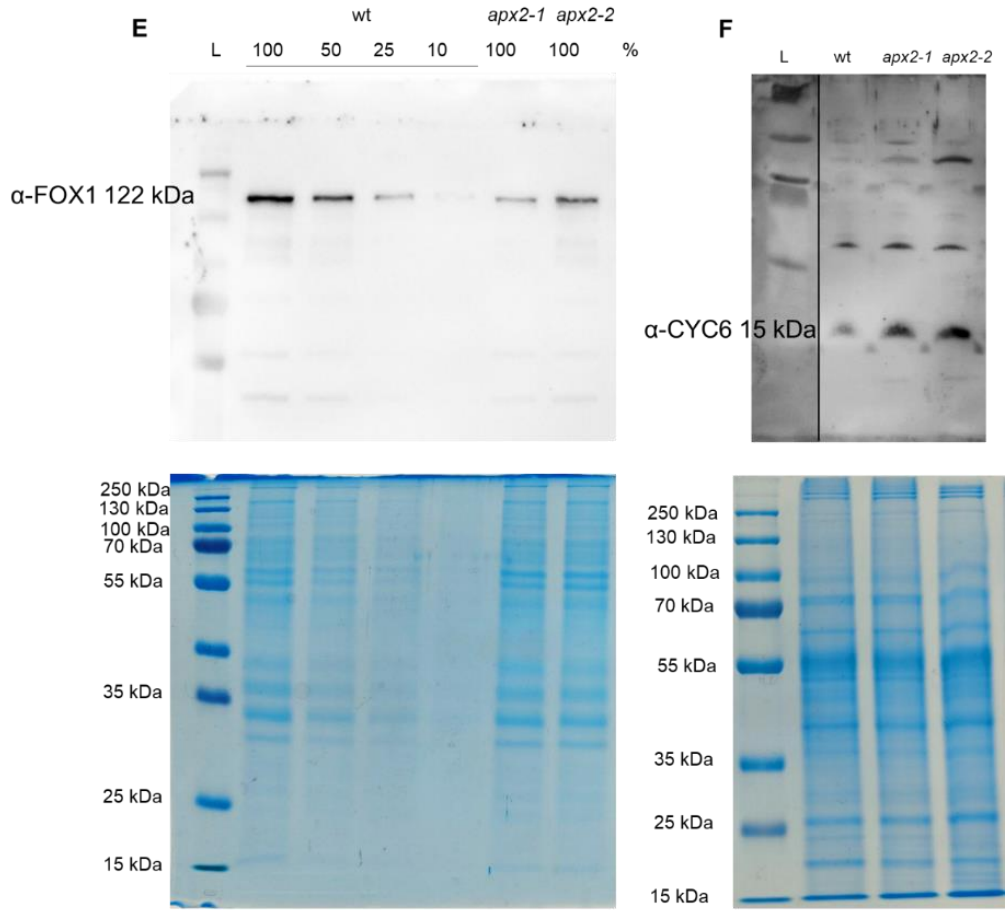 E
wt
apx2-1 apx2-2
L 100 50 25 10 100 100 %
α-FOX1 122 kDa
250 kDa
130 kDa
100 kDa
70 kDa
55 kDa
35 kDa
25 kDa
15 kDa
F
L wt apx2-1 apx2-2
α-CYC6 15 kDa
250 kDa
130 kDa
100 kDa
70 kDa
55 kDa
35 kDa
25 kDa
15 kDa